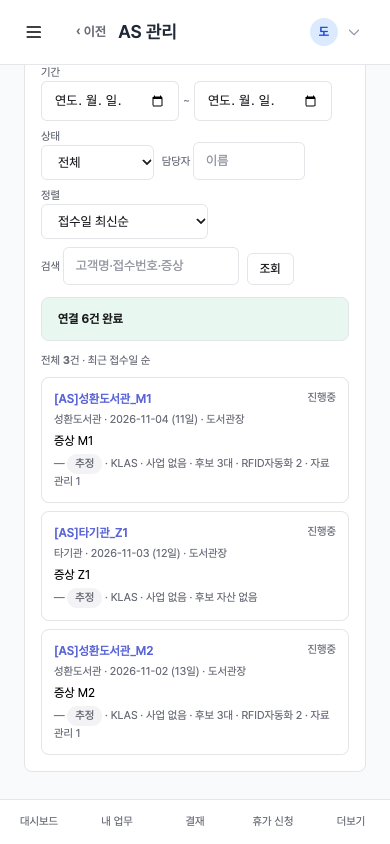 ‹ 이전 AS 관리 도
기간
연도. 월. 일. ~ 연도. 월. 일.
상태
전체 담당자 이름
정렬
접수일 최신순
검색 고객명·접수번호·증상 조회
연결 6건 완료
전체 3건 · 최근 접수일 순
[AS]성환도서관_M1 진행중
성환도서관 · 2026-11-04 (11일) · 도서관장
증상 M1
— 추정 · KLAS · 사업 없음 · 후보 3대 · RFID자동화 2 · 자료
관리 1
[AS]타기관_Z1 진행중
타기관 · 2026-11-03 (12일) · 도서관장
증상 Z1
— 추정 · KLAS · 사업 없음 · 후보 자산 없음
[AS]성환도서관_M2 진행중
성환도서관 · 2026-11-02 (13일) · 도서관장
증상 M2
— 추정 · KLAS · 사업 없음 · 후보 3대 · RFID자동화 2 · 자료
관리 1
대시보드 내 업무 결재 휴가 신청 더보기